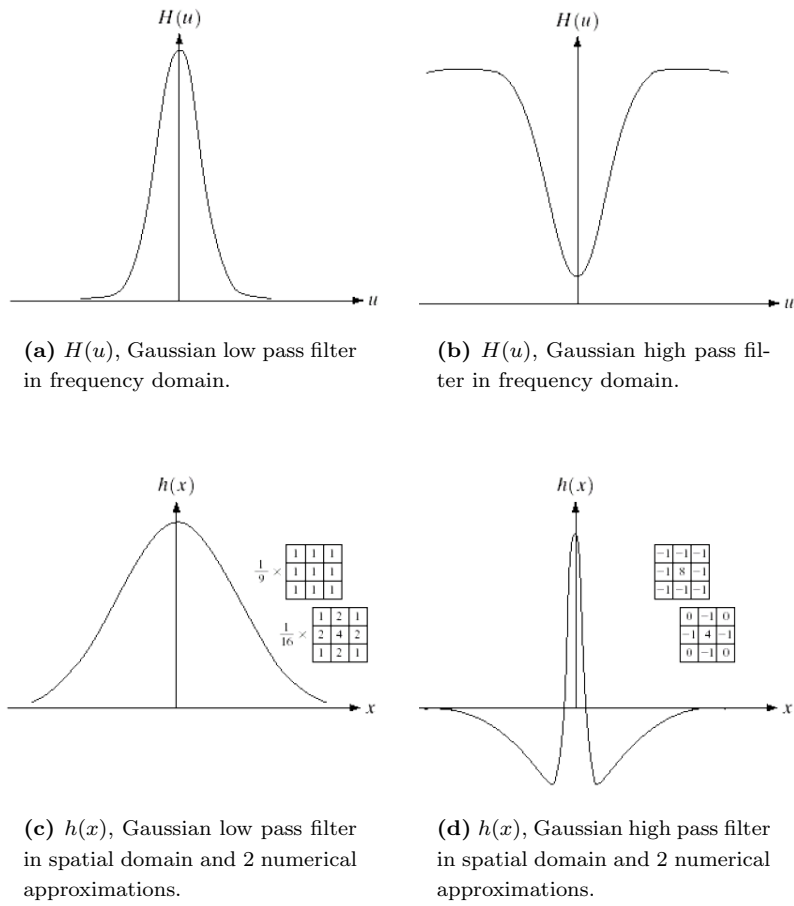 H(u)
H(u)
u
u
(a) H(u), Gaussian low pass filter
in frequency domain.
(b) H(u), Gaussian high pass fil-
ter in frequency domain.
h(x)
1/9 ×
1 1 1
1 1 1
1 1 1
1/16 ×
1 2 1
2 4 2
1 2 1
x
h(x)
−1 −1 −1
−1 8 −1
−1 −1 −1
0 −1 0
−1 4 −1
0 −1 0
x
(c) h(x), Gaussian low pass filter
in spatial domain and 2 numerical
approximations.
(d) h(x), Gaussian high pass filter
in spatial domain and 2 numerical
approximations.